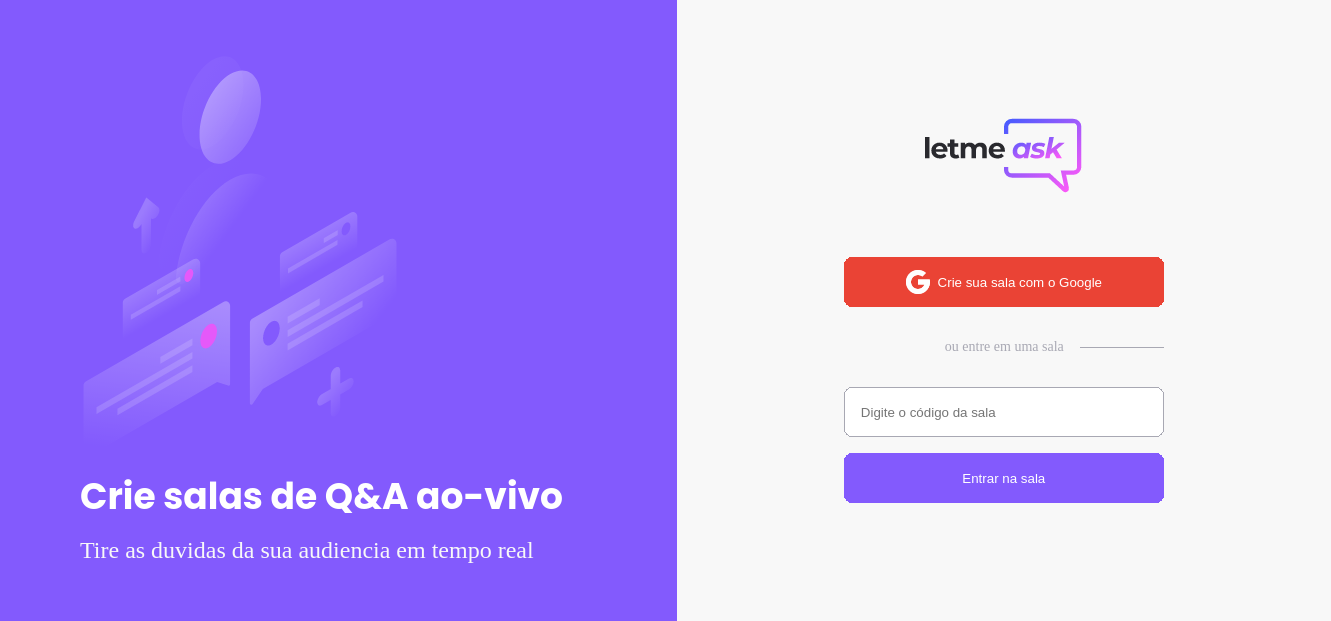 Crie salas de Q&A ao-vivo
Tire as duvidas da sua audiencia em tempo real
letme ask
Crie sua sala com o Google
ou entre em uma sala
Digite o código da sala
Entrar na sala